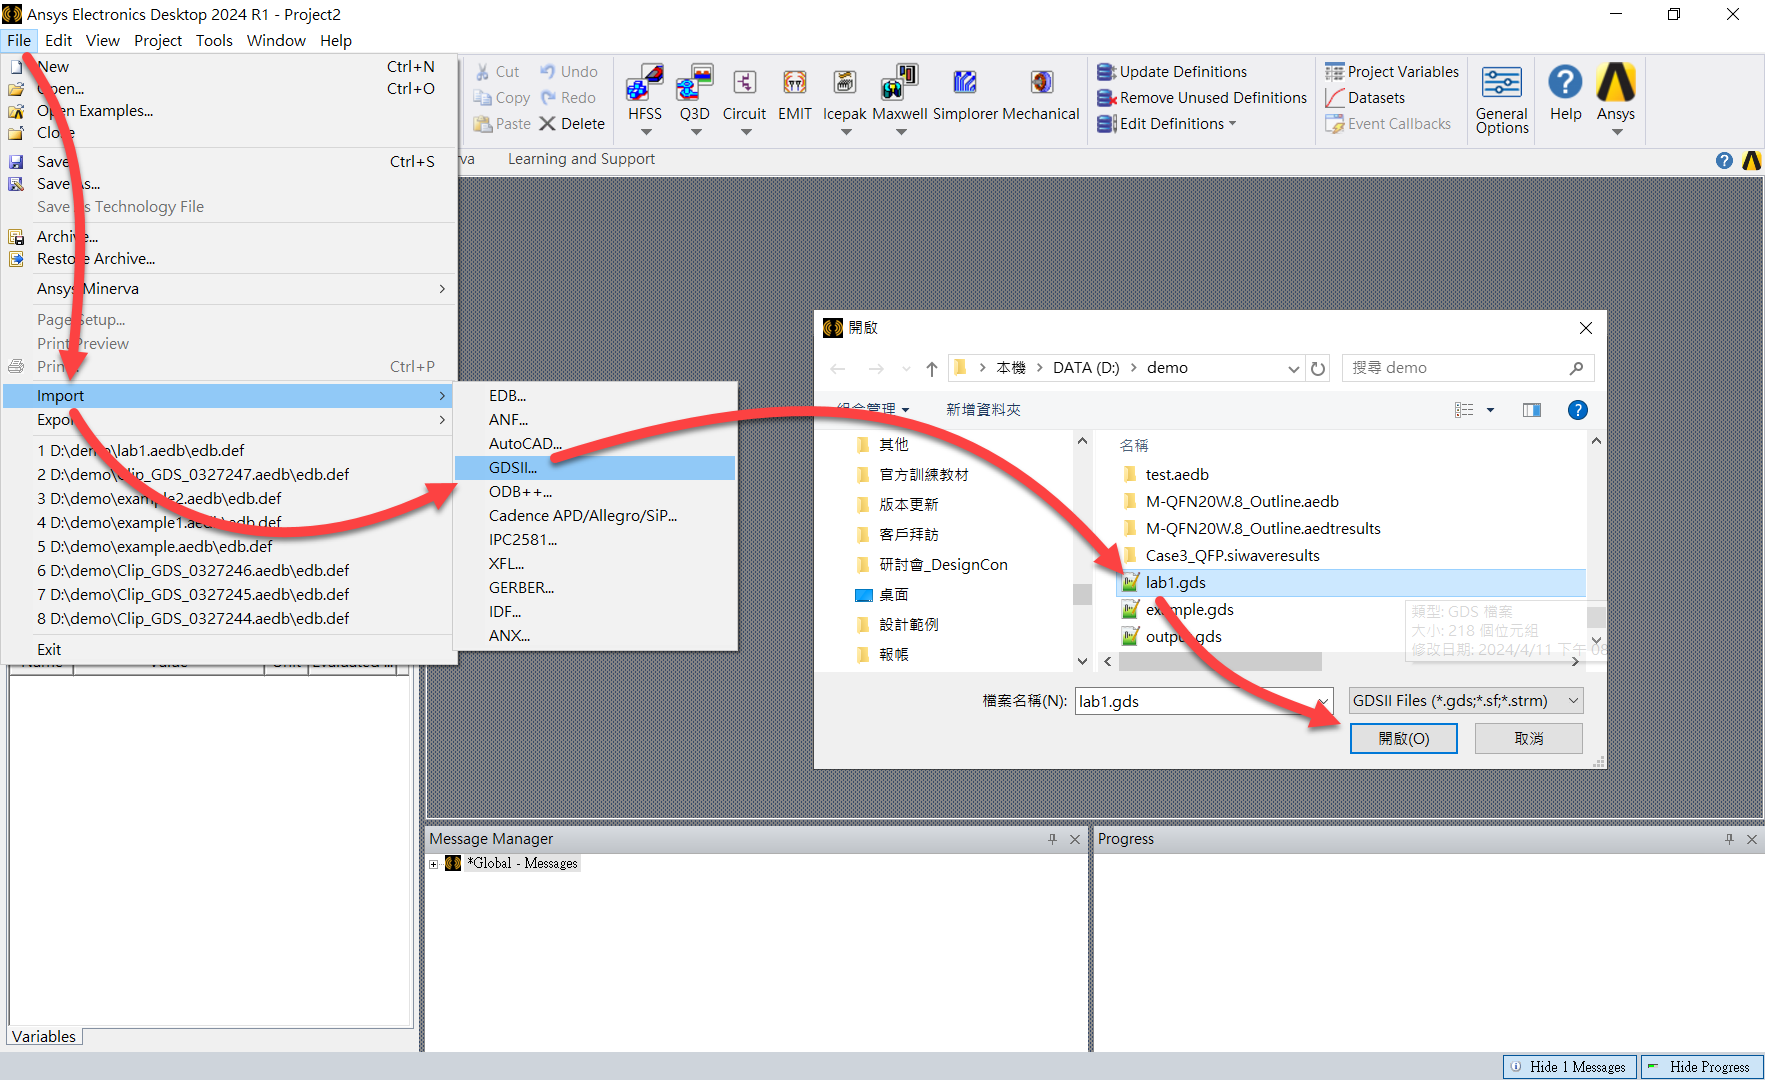 Ansys Electronics Desktop 2024 R1 - Project2
File Edit View Project Tools Window Help
New Ctrl+N
Open... Ctrl+O
Open Examples...
Close
Save Ctrl+S
Save As...
Save As Technology File
Archive...
Restore Archive...
Ansys Minerva
Page Setup...
Print Preview
Print... Ctrl+P
Import
Export
1 D:\demo\lab1.aedb\edb.def
2 D:\demo\Clip_GDS_0327247.aedb\edb.def
3 D:\demo\example2.aedb\edb.def
4 D:\demo\example1.aedb\edb.def
5 D:\demo\example.aedb\edb.def
6 D:\demo\Clip_GDS_0327246.aedb\edb.def
7 D:\demo\Clip_GDS_0327245.aedb\edb.def
8 D:\demo\Clip_GDS_0327244.aedb\edb.def
Exit
EDB...
ANF...
AutoCAD...
GDSII...
ODB++...
Cadence APD/Allegro/SiP...
IPC2581...
XFL...
GERBER...
IDF...
ANX...
Cut Undo
Copy Redo
Paste Delete
HFSS Q3D Circuit EMIT Icepak Maxwell Simplorer Mechanical
Update Definitions
Remove Unused Definitions
Edit Definitions
Project Variables
Datasets
Event Callbacks
General Options
Help
Ansys
va Learning and Support
開啟
本機 DATA (D:) demo
搜尋 demo
組合管理 新增資料夾
其他
官方訓練教材
版本更新
客戶拜訪
研討會_DesignCon
桌面
設計範例
報帳
名稱
test.aedb
M-QFN20W.8_Outline.aedb
M-QFN20W.8_Outline.aedtresults
Case3_QFP.siwaveresults
lab1.gds
example.gds
output.gds
類型: GDS 檔案
大小: 218 個位元組
修改日期: 2024/4/11 下午 08
檔案名稱(N): lab1.gds GDSII Files (*.gds;*.sf;*.strm)
開啟(O) 取消
Name Value Unit Evaluated ...
Variables
Message Manager
*Global - Messages
Progress
Hide 1 Messages Hide Progress